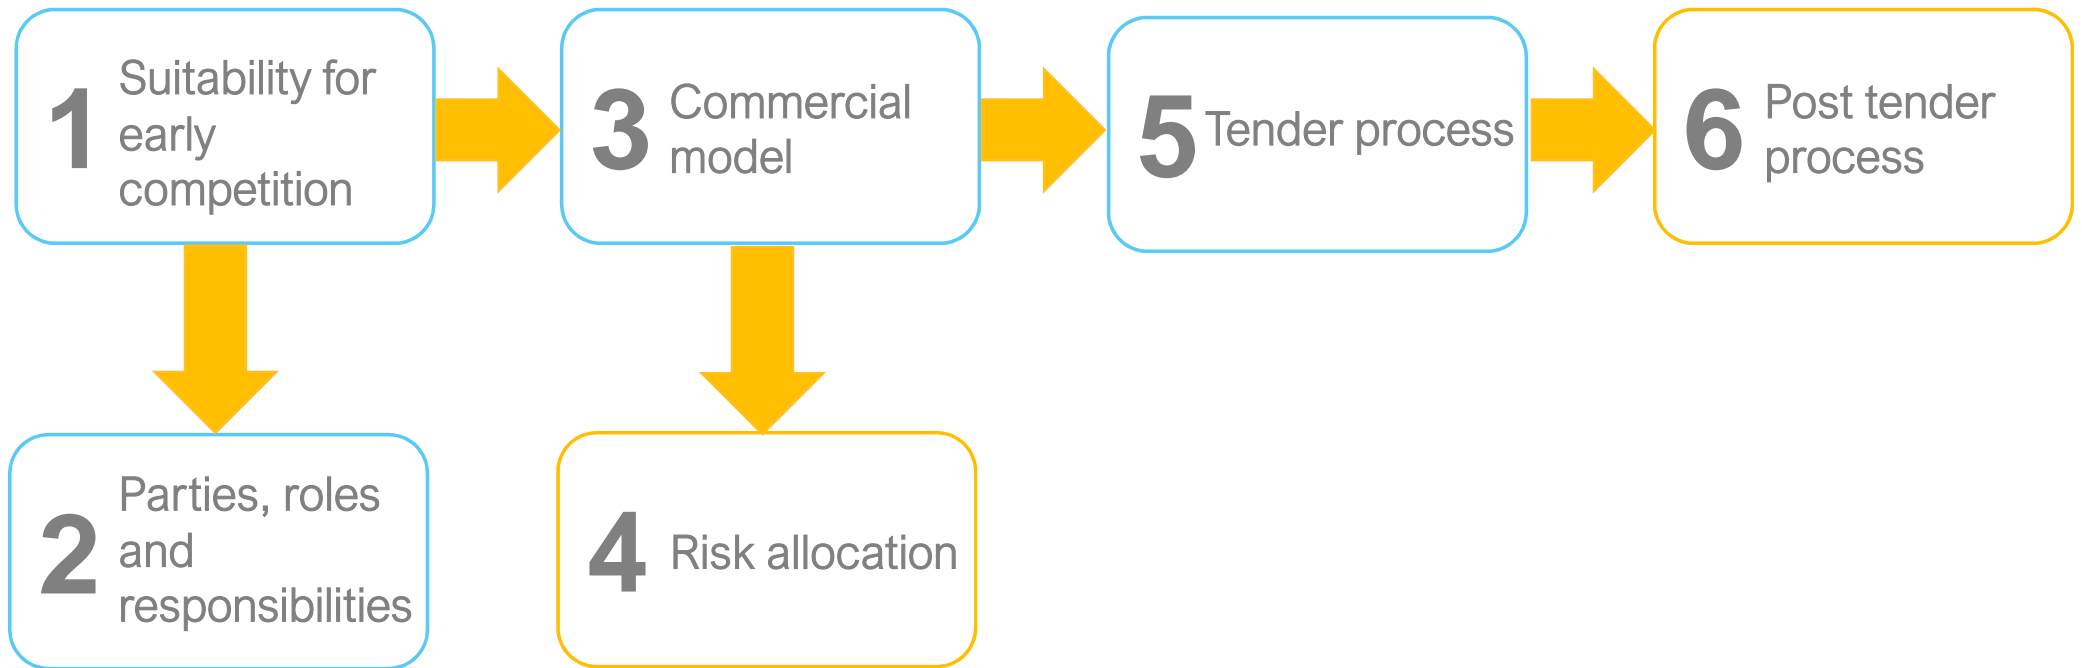 1
Suitability for
early
competition
3
Commercial
model
5
Tender process
6
Post tender
process
2
Parties, roles
and
responsibilities
4
Risk allocation